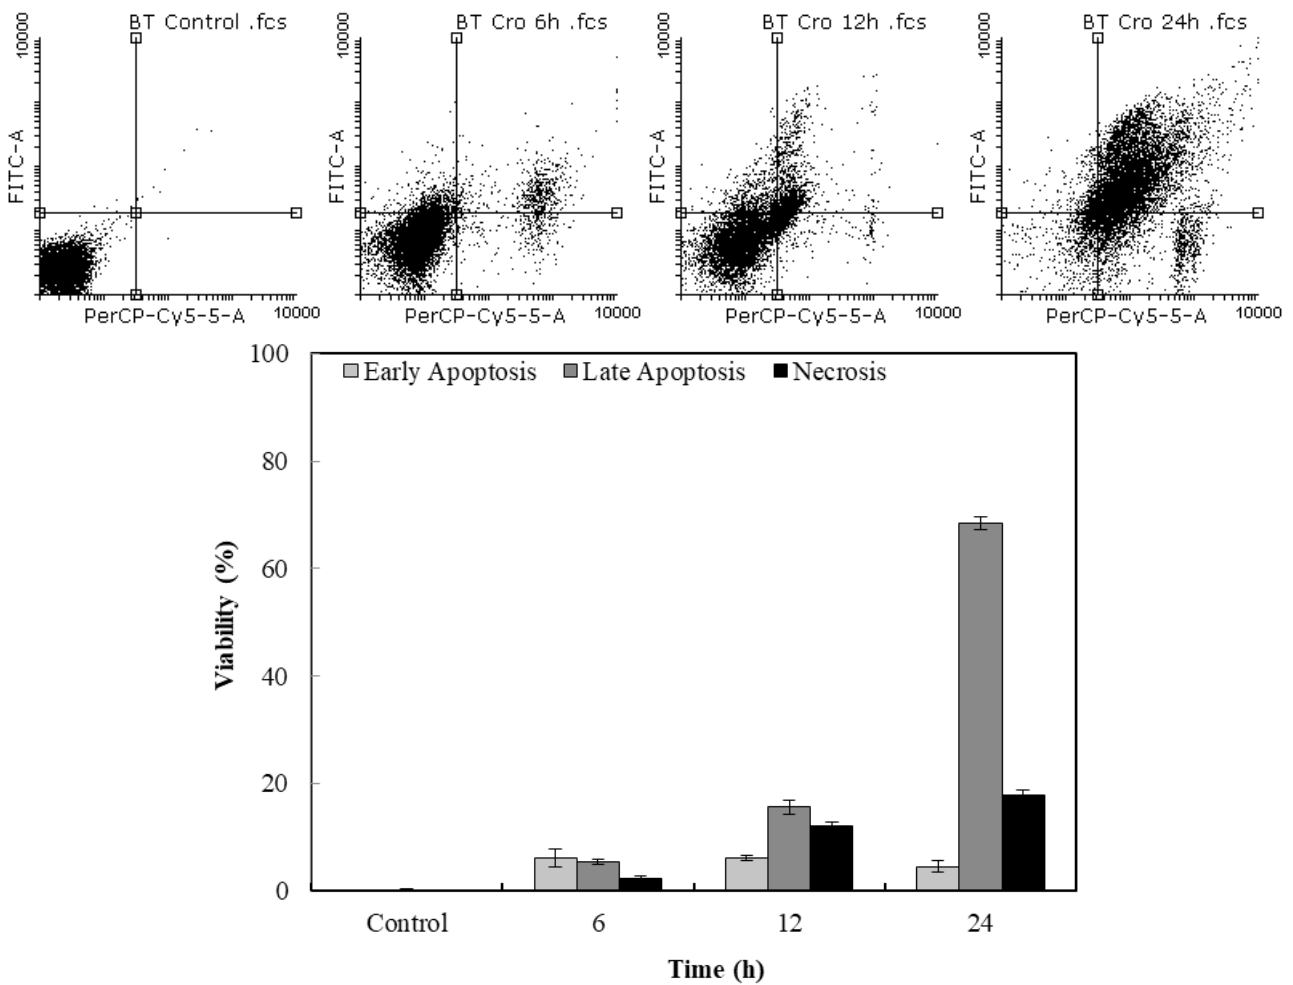 BT Control .fcs
10000
FITC-A
PerCP-Cy5-5-A
10000
BT Cro 6h .fcs
10000
FITC-A
PerCP-Cy5-5-A
10000
BT Cro 12h .fcs
10000
FITC-A
PerCP-Cy5-5-A
10000
BT Cro 24h .fcs
10000
FITC-A
PerCP-Cy5-5-A
10000
Early Apoptosis Late Apoptosis Necrosis
Viability (%)
100
80
60
40
20
0
Control 6 12 24
Time (h)